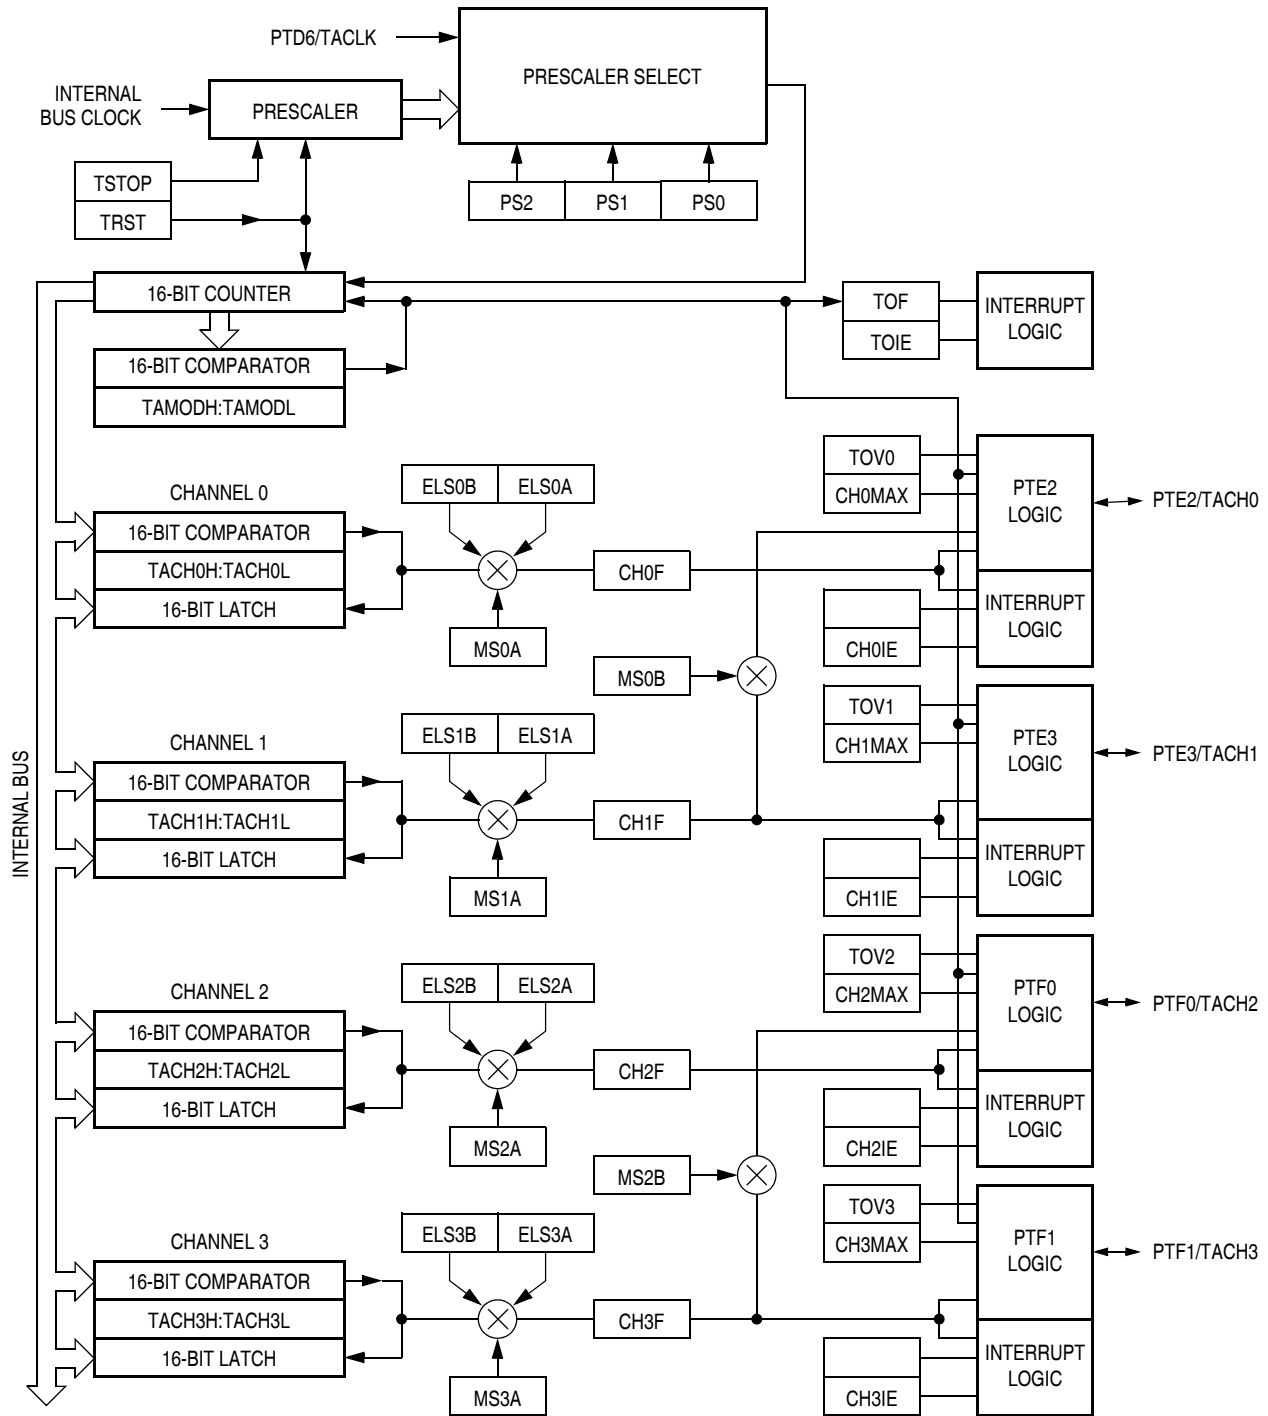 PTD6/TACLK
PRESCALER SELECT
INTERNAL
BUS CLOCK
PRESCALER
TSTOP
TRST
PS2
PS1
PS0
16-BIT COUNTER
16-BIT COMPARATOR
TAMODH:TAMODL
TOF
TOIE
INTERRUPT
LOGIC
INTERNAL BUS
CHANNEL 0
16-BIT COMPARATOR
TACH0H:TACH0L
16-BIT LATCH
ELS0B
ELS0A
MS0A
CH0F
MS0B
TOV0
CH0MAX
PTE2
LOGIC
PTE2/TACH0
CH0IE
INTERRUPT
LOGIC
CHANNEL 1
16-BIT COMPARATOR
TACH1H:TACH1L
16-BIT LATCH
ELS1B
ELS1A
MS1A
CH1F
TOV1
CH1MAX
PTE3
LOGIC
PTE3/TACH1
CH1IE
INTERRUPT
LOGIC
CHANNEL 2
16-BIT COMPARATOR
TACH2H:TACH2L
16-BIT LATCH
ELS2B
ELS2A
MS2A
CH2F
MS2B
TOV2
CH2MAX
PTF0
LOGIC
PTF0/TACH2
CH2IE
INTERRUPT
LOGIC
CHANNEL 3
16-BIT COMPARATOR
TACH3H:TACH3L
16-BIT LATCH
ELS3B
ELS3A
MS3A
CH3F
TOV3
CH3MAX
PTF1
LOGIC
PTF1/TACH3
CH3IE
INTERRUPT
LOGIC